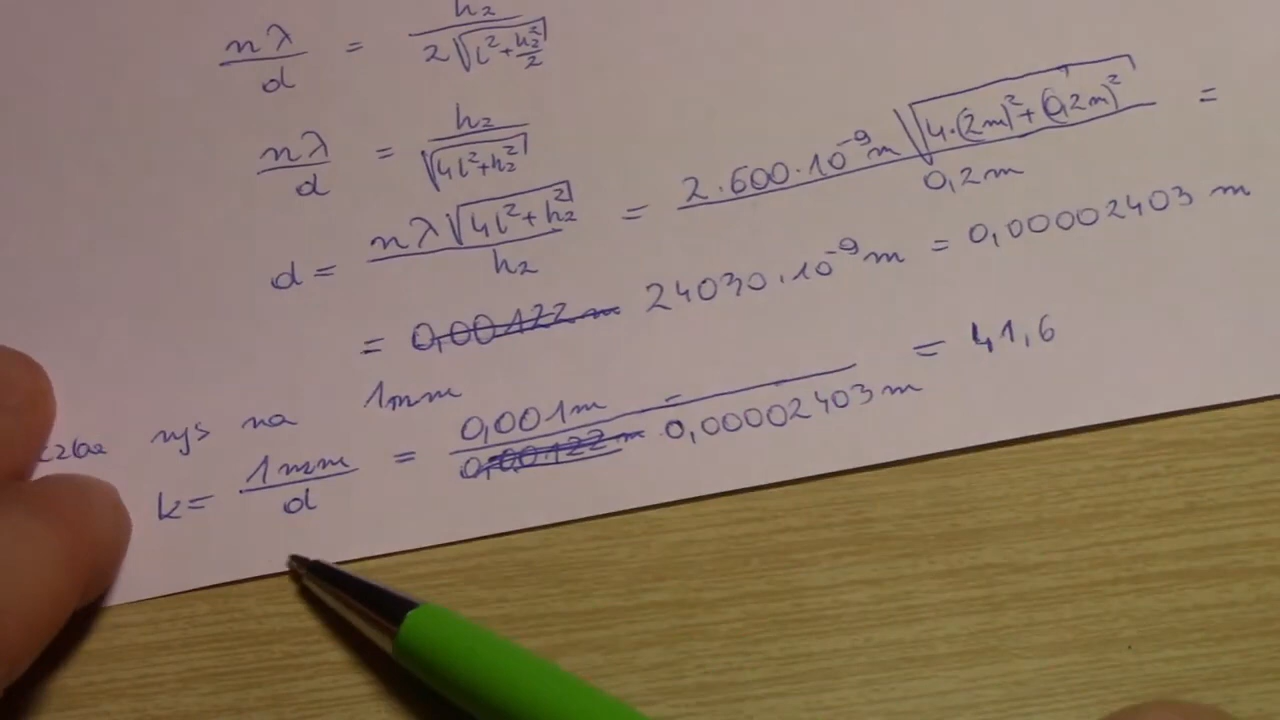 nλ/d = h₂/(2√(l²+h₂²/2))
nλ/d = h₂/√(4l²+h₂²)
d = nλ√(4l²+h₂²)/h₂ = 2·600·10⁻⁹m√(4·(2m)²+(0,2m)²)/0,2m =
= 0,00122 m 24030·10⁻⁹m = 0,00002403 m
czba rys na 1mm
k = 1mm/d = 0,001m/0,00122 m 0,00002403 m = 41,6